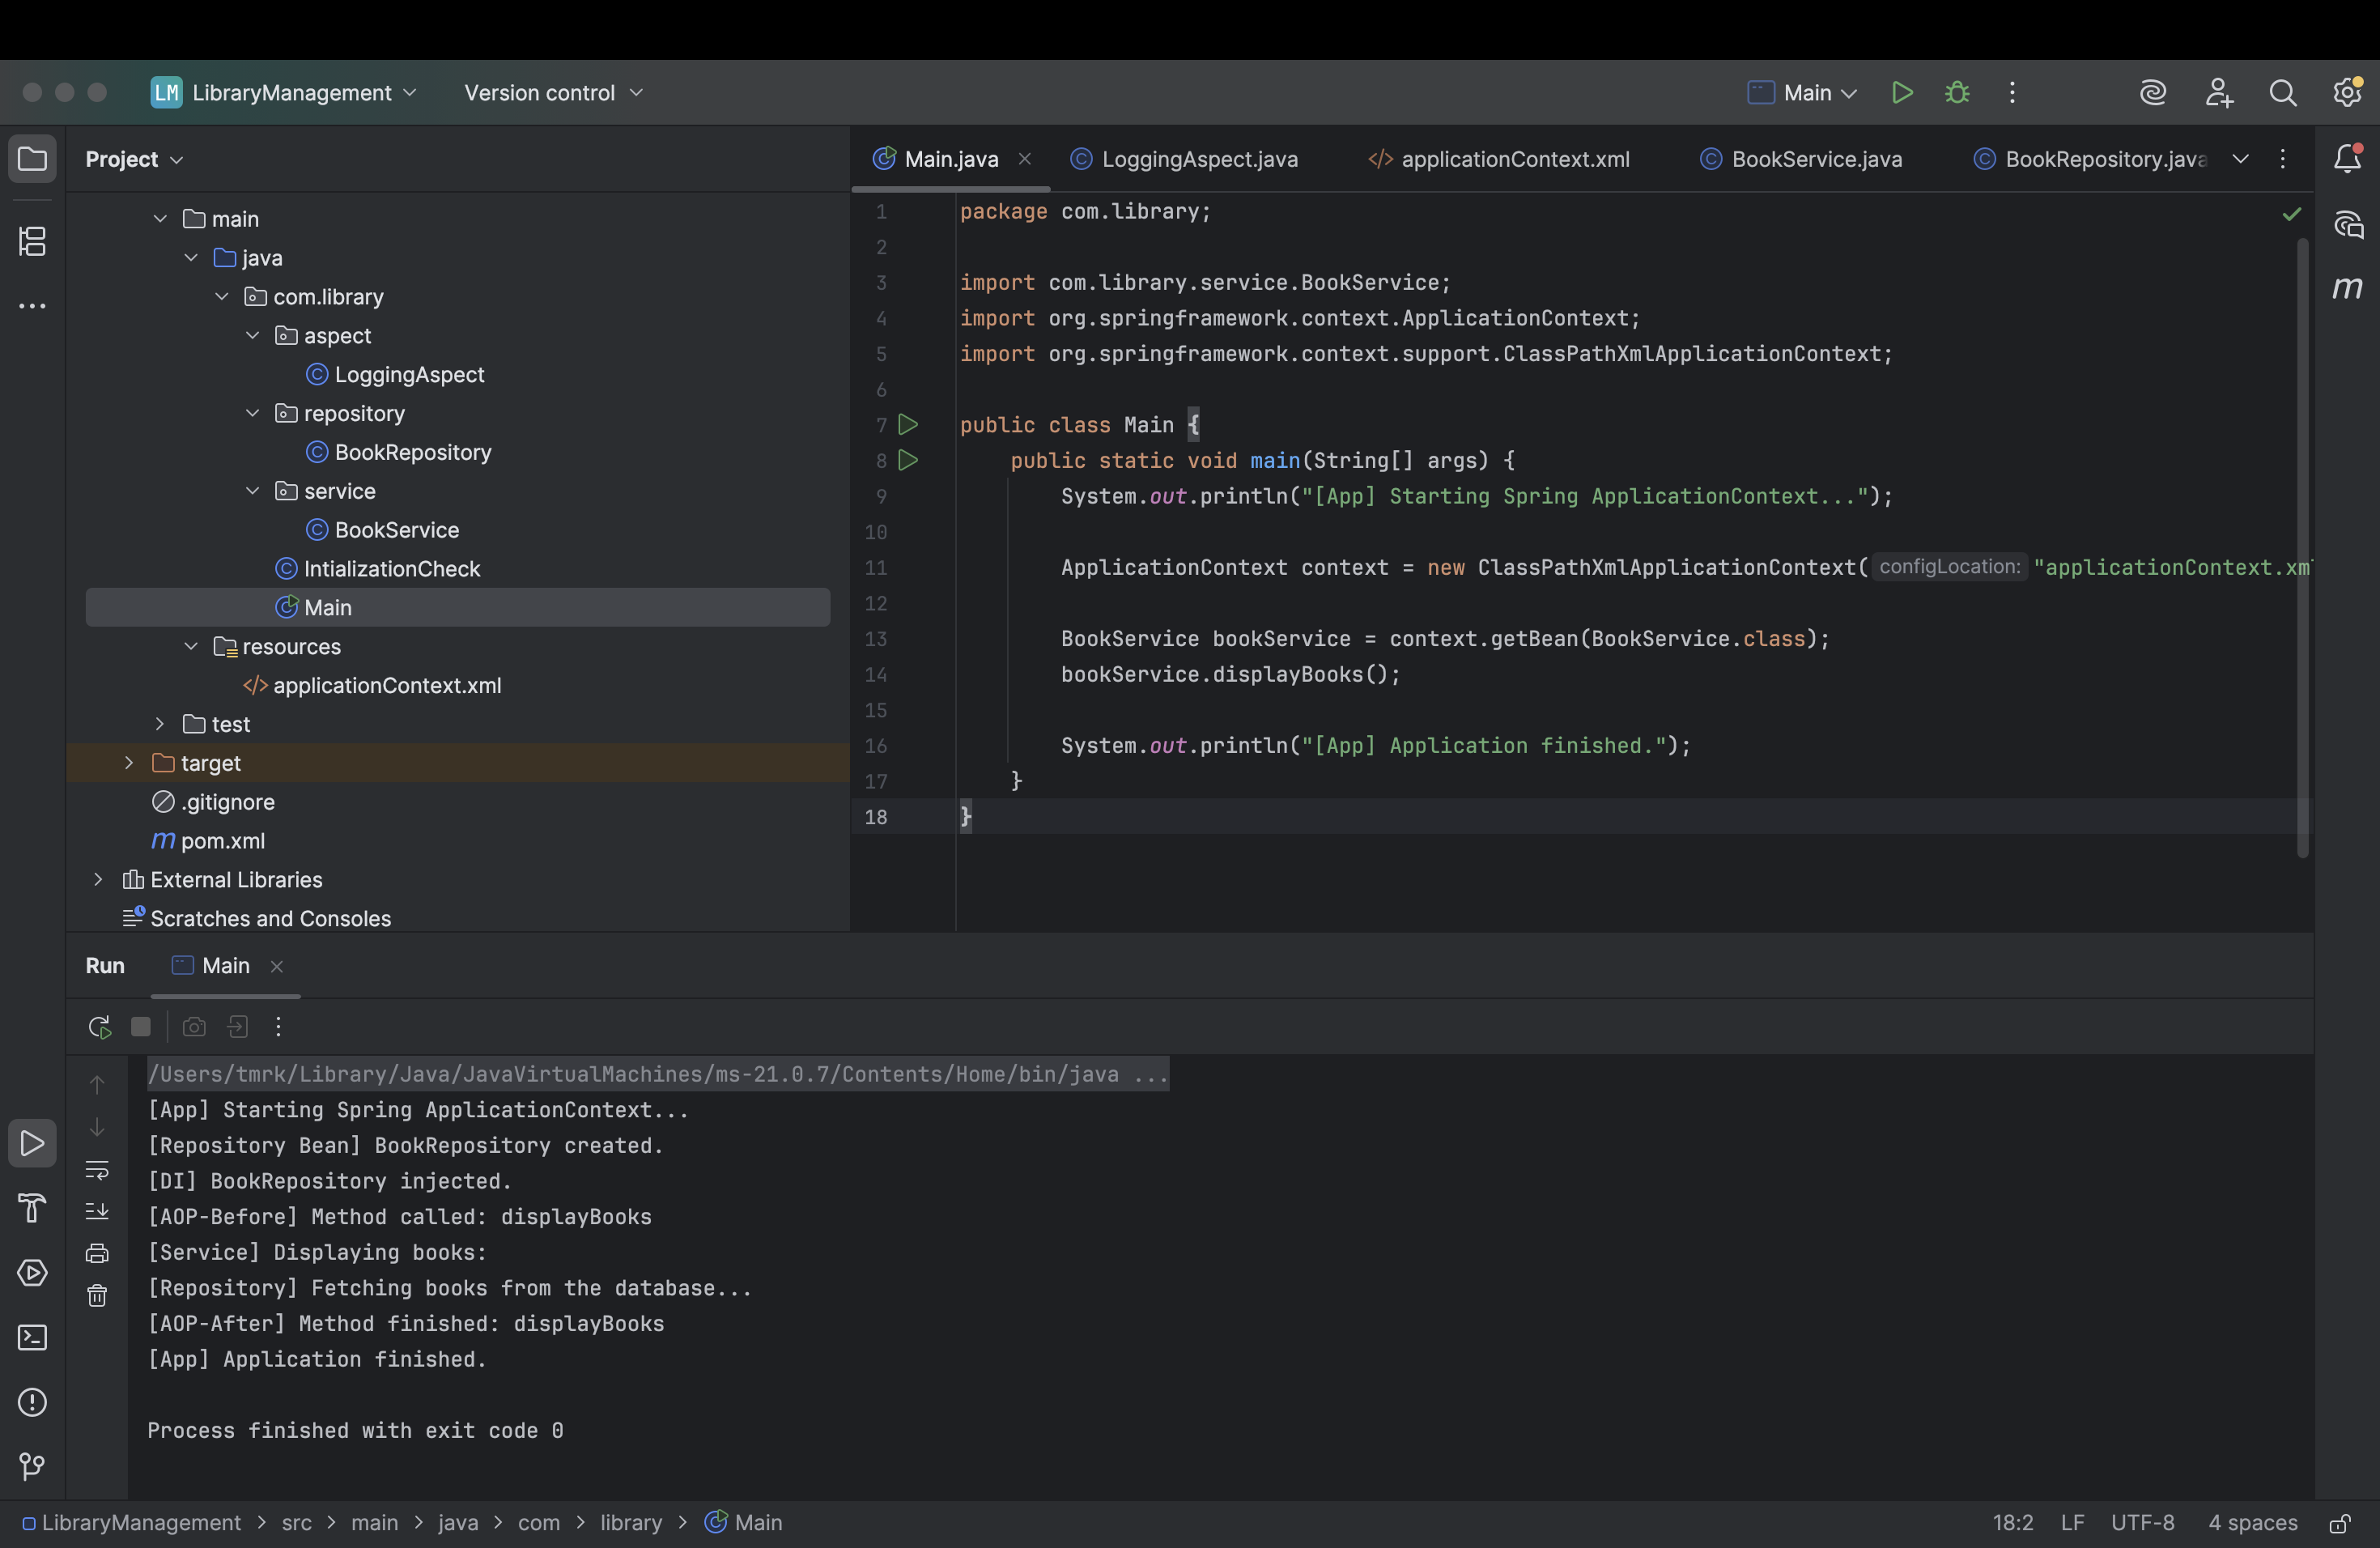 LM LibraryManagement Version control Main
Project
main
java
com.library
aspect
LoggingAspect
repository
BookRepository
service
BookService
IntializationCheck
Main
resources
applicationContext.xml
test
target
.gitignore
m pom.xml
External Libraries
Scratches and Consoles
Main.java LoggingAspect.java applicationContext.xml BookService.java BookRepository.java
1 package com.library;
2
3 import com.library.service.BookService;
4 import org.springframework.context.ApplicationContext;
5 import org.springframework.context.support.ClassPathXmlApplicationContext;
6
7 public class Main {
8 public static void main(String[] args) {
9 System.out.println("[App] Starting Spring ApplicationContext...");
10
11 ApplicationContext context = new ClassPathXmlApplicationContext( configLocation: "applicationContext.xm
12
13 BookService bookService = context.getBean(BookService.class);
14 bookService.displayBooks();
15
16 System.out.println("[App] Application finished.");
17 }
18 }
m
Run Main
/Users/tmrk/Library/Java/JavaVirtualMachines/ms-21.0.7/Contents/Home/bin/java ...
[App] Starting Spring ApplicationContext...
[Repository Bean] BookRepository created.
[DI] BookRepository injected.
[AOP-Before] Method called: displayBooks
[Service] Displaying books:
[Repository] Fetching books from the database...
[AOP-After] Method finished: displayBooks
[App] Application finished.
Process finished with exit code 0
LibraryManagement > src > main > java > com > library > Main 18:2 LF UTF-8 4 spaces